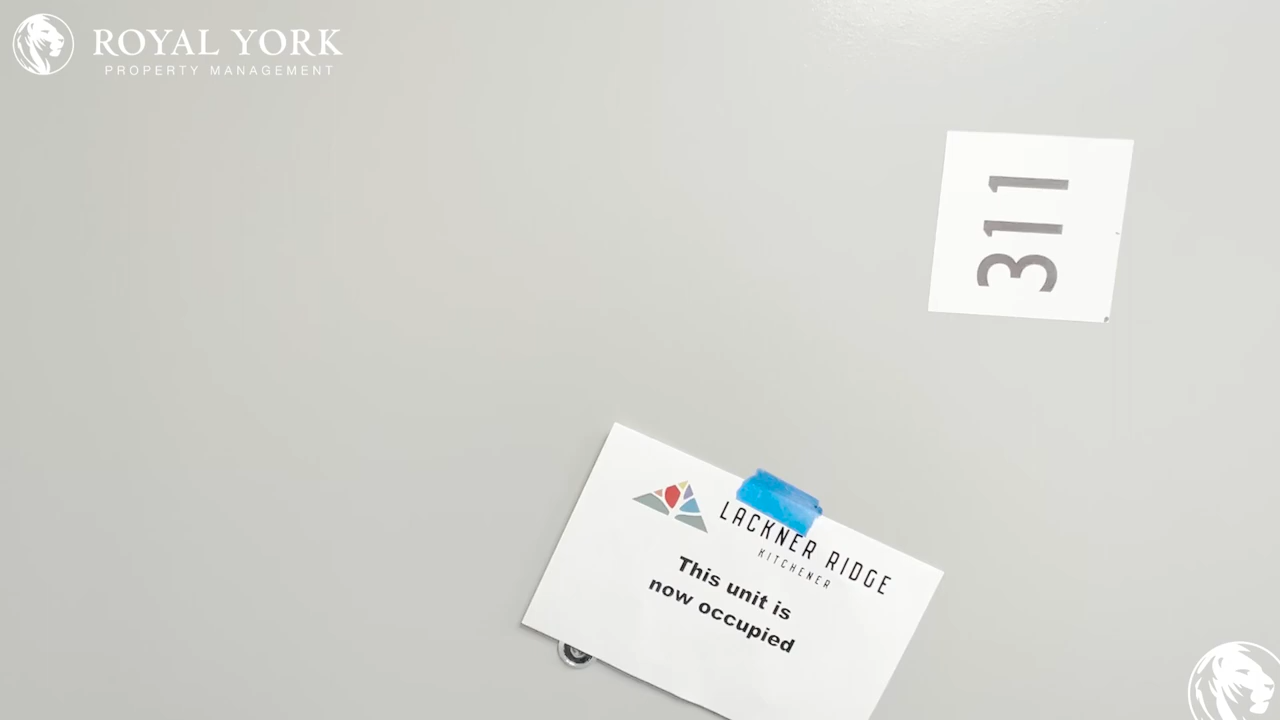 ROYAL YORK
PROPERTY MANAGEMENT
311
LACKNER RIDGE
KITCHENER
This unit is
now occupied